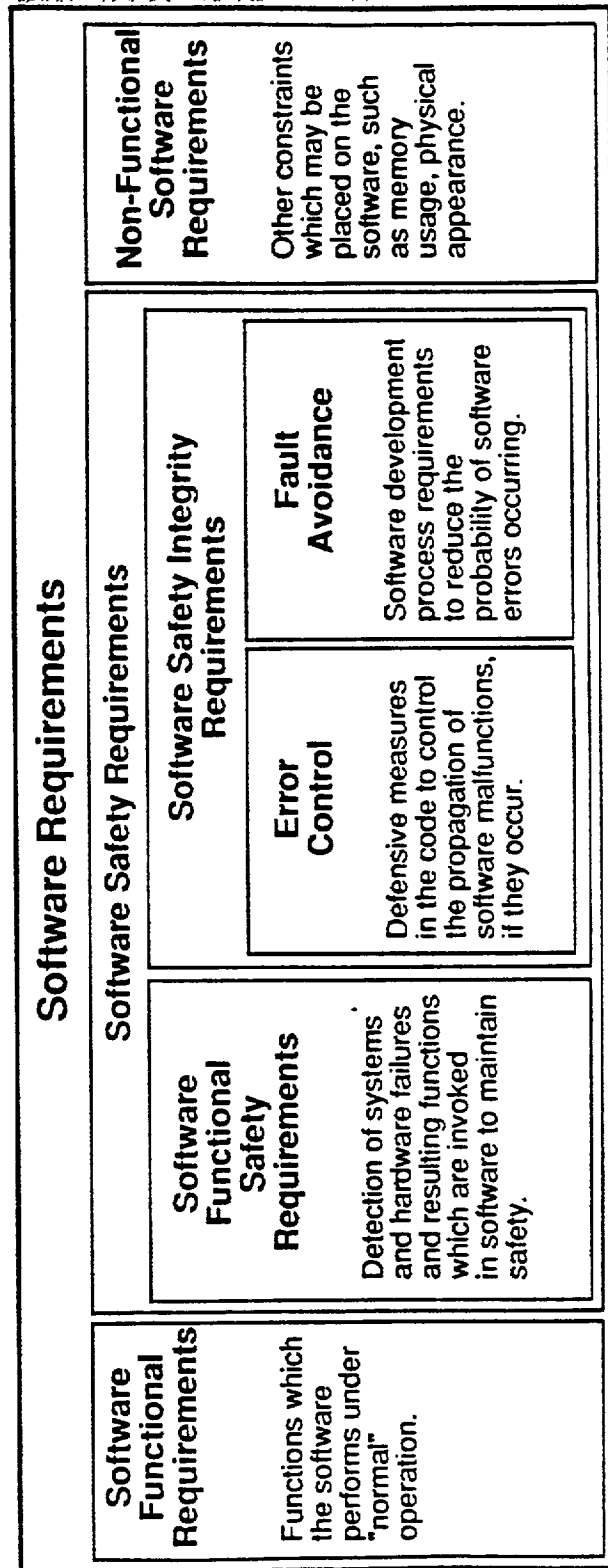 Software Requirements
Software
Functional
Requirements
Functions which
the software
performs under
"normal"
operation.
Software Safety Requirements
Software
Functional
Safety
Requirements
Detection of systems
and hardware failures
and resulting functions
which are invoked
in software to maintain
safety.
Software Safety Integrity
Requirements
Error
Control
Defensive measures
in the code to control
the propagation of
software malfunctions,
if they occur.
Fault
Avoidance
Software development
process requirements
to reduce the
probability of software
errors occurring.
Non-Functional
Software
Requirements
Other constraints
which may be
placed on the
software, such
as memory
usage, physical
appearance.